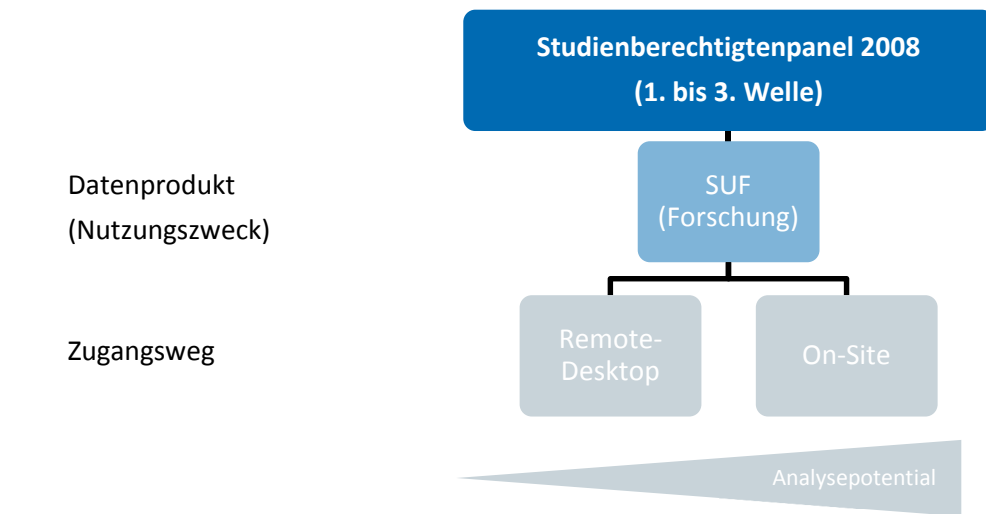 Studienberechtigtenpanel 2008
(1. bis 3. Welle)
Datenprodukt
(Nutzungszweck)
SUF
(Forschung)
Zugangsweg
Remote-
Desktop
On-Site
Analysepotential